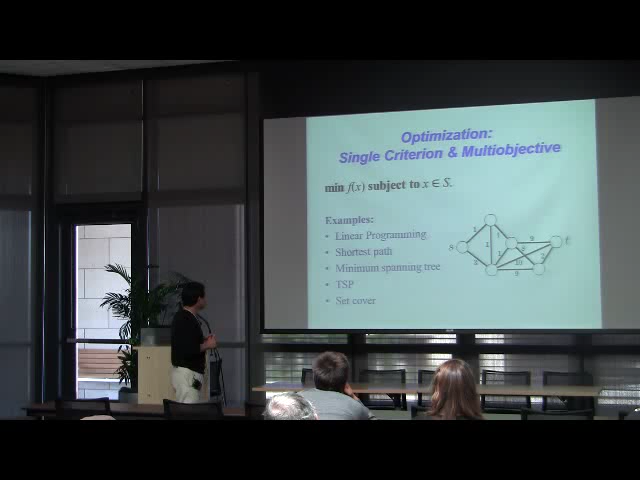 Optimization:
Single Criterion & Multiobjective
min f(x) subject to x ∈ S.
Examples:
• Linear Programming
• Shortest path
• Minimum spanning tree
• TSP
• Set cover
s
t